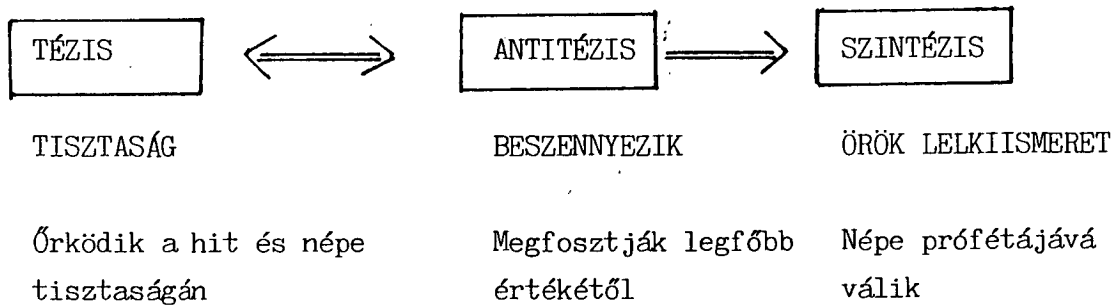 TÉZIS ANTITÉZIS SZINTÉZIS
TISZTASÁG BESZENNYEZIK ÖRÖK LELKIISMERET
Őrködik a hit és népe Megfosztják legfőbb Népe prófétájává
tisztaságán értékétől válik